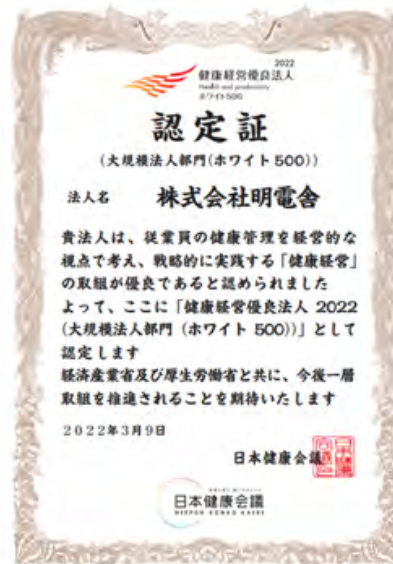 2022
健康経営優良法人
Health and productivity
ホワイト500
認定証
(大規模法人部門(ホワイト500))
法人名 株式会社明電舎
貴法人は、従業員の健康管理を経営的な
視点で考え、戦略的に実践する「健康経営」
の取組が優良であると認められました
よって、ここに「健康経営優良法人 2022
(大規模法人部門 (ホワイト 500))」として
認定します
経済産業省及び厚生労働省と共に、今後一層
取組を推進されることを期待いたします
2022年3月9日
日本健康会議
日本健康会議
NIPPON KENKO KAIGI